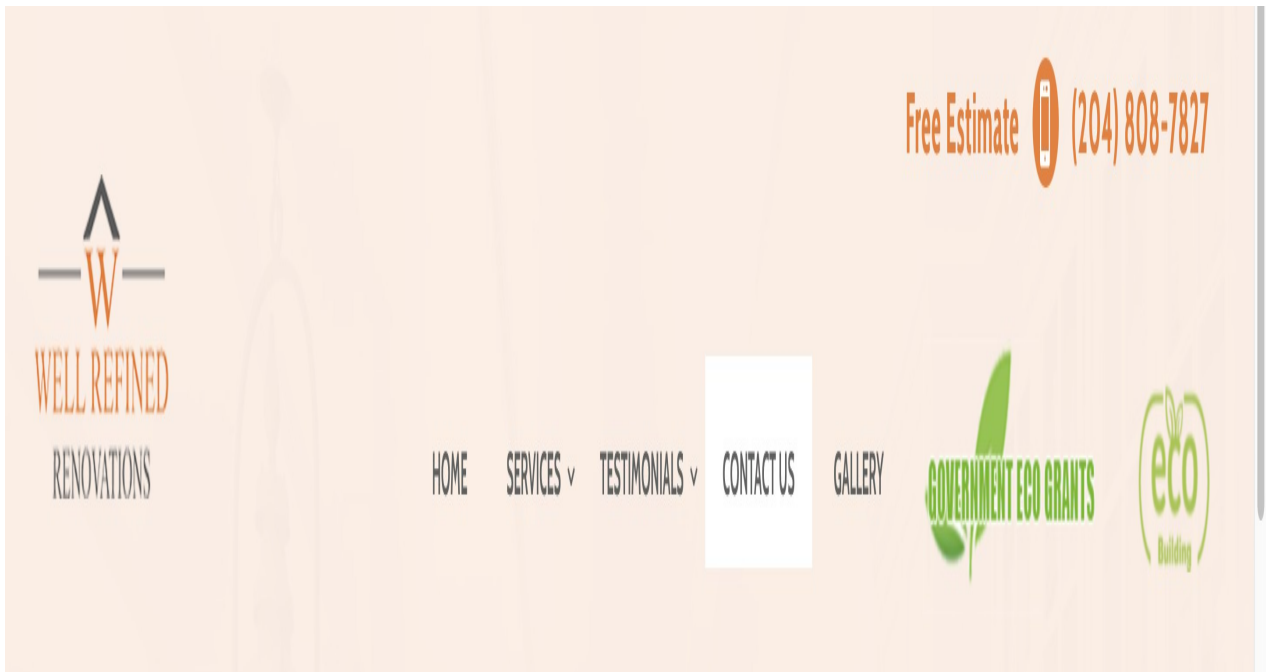 Free Estimate (204) 808-7827
W
WELL REFINED
RENOVATIONS
HOME SERVICES TESTIMONIALS CONTACT US GALLERY GOVERNMENT ECO GRANTS eco
Building